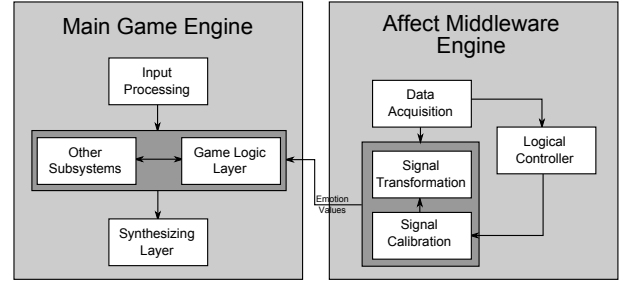 Main Game Engine
Input
Processing
Other
Subsystems
Game Logic
Layer
Synthesizing
Layer
Emotion
Values
Affect Middleware
Engine
Data
Acquisition
Logical
Controller
Signal
Transformation
Signal
Calibration